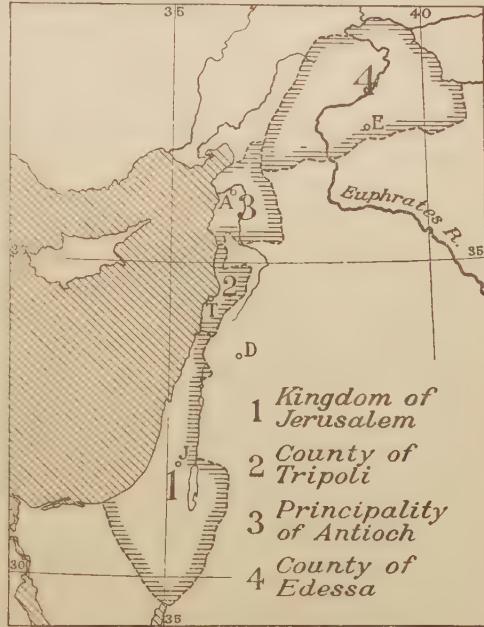 35
40
4
E
A
3
Euphrates R.
35
2
T
D
1 Kingdom of
Jerusalem
J
1
2 County of
Tripoli
3 Principality
of Antioch
30
4 County of
Edessa
35